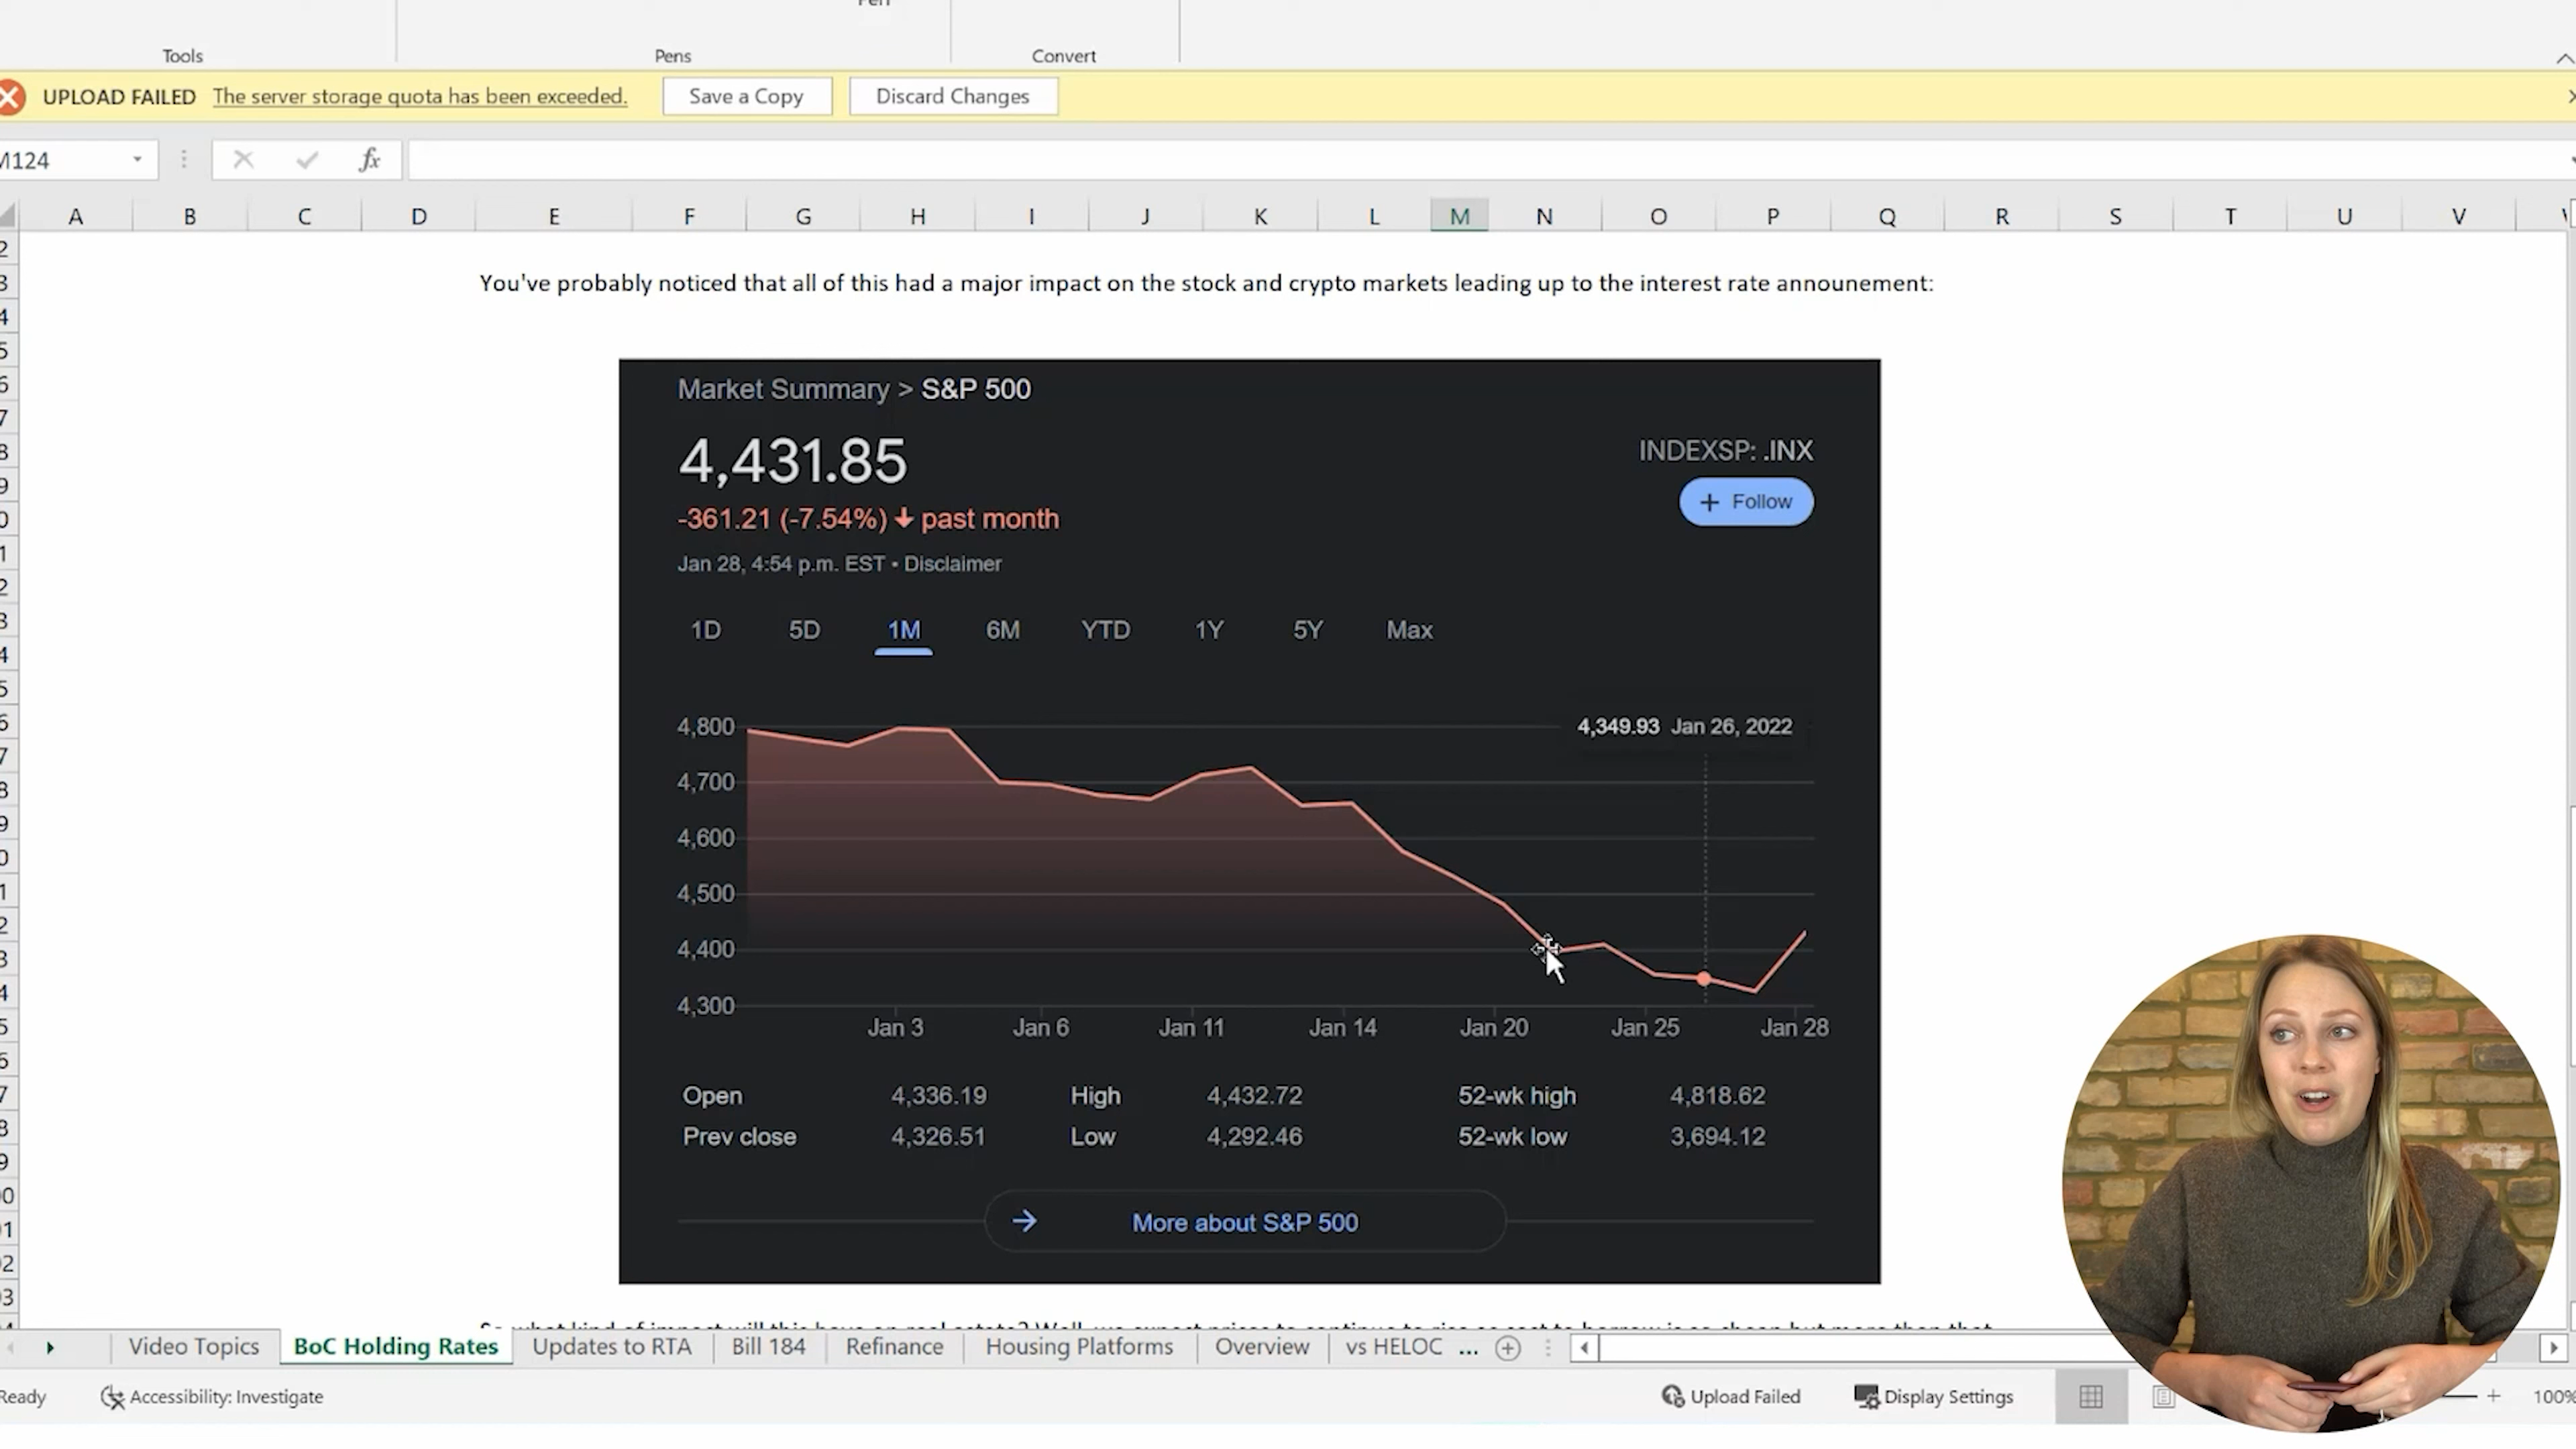 Tools Pens Convert
UPLOAD FAILED The server storage quota has been exceeded. Save a Copy Discard Changes
M124 fx
A B C D E F G H I J K L M N O P Q R S T U V
You've probably noticed that all of this had a major impact on the stock and crypto markets leading up to the interest rate announement:
Market Summary > S&P 500
4,431.85
INDEXSP: .INX
-361.21 (-7.54%) past month
+ Follow
Jan 28, 4:54 p.m. EST • Disclaimer
1D 5D 1M 6M YTD 1Y 5Y Max
4,800
4,349.93 Jan 26, 2022
4,700
4,600
4,500
4,400
4,300
Jan 3 Jan 6 Jan 11 Jan 14 Jan 20 Jan 25 Jan 28
Open 4,336.19 High 4,432.72 52-wk high 4,818.62
Prev close 4,326.51 Low 4,292.46 52-wk low 3,694.12
More about S&P 500
Video Topics BoC Holding Rates Updates to RTA Bill 184 Refinance Housing Platforms Overview vs HELOC ...
Ready Accessibility: Investigate Upload Failed Display Settings 100%